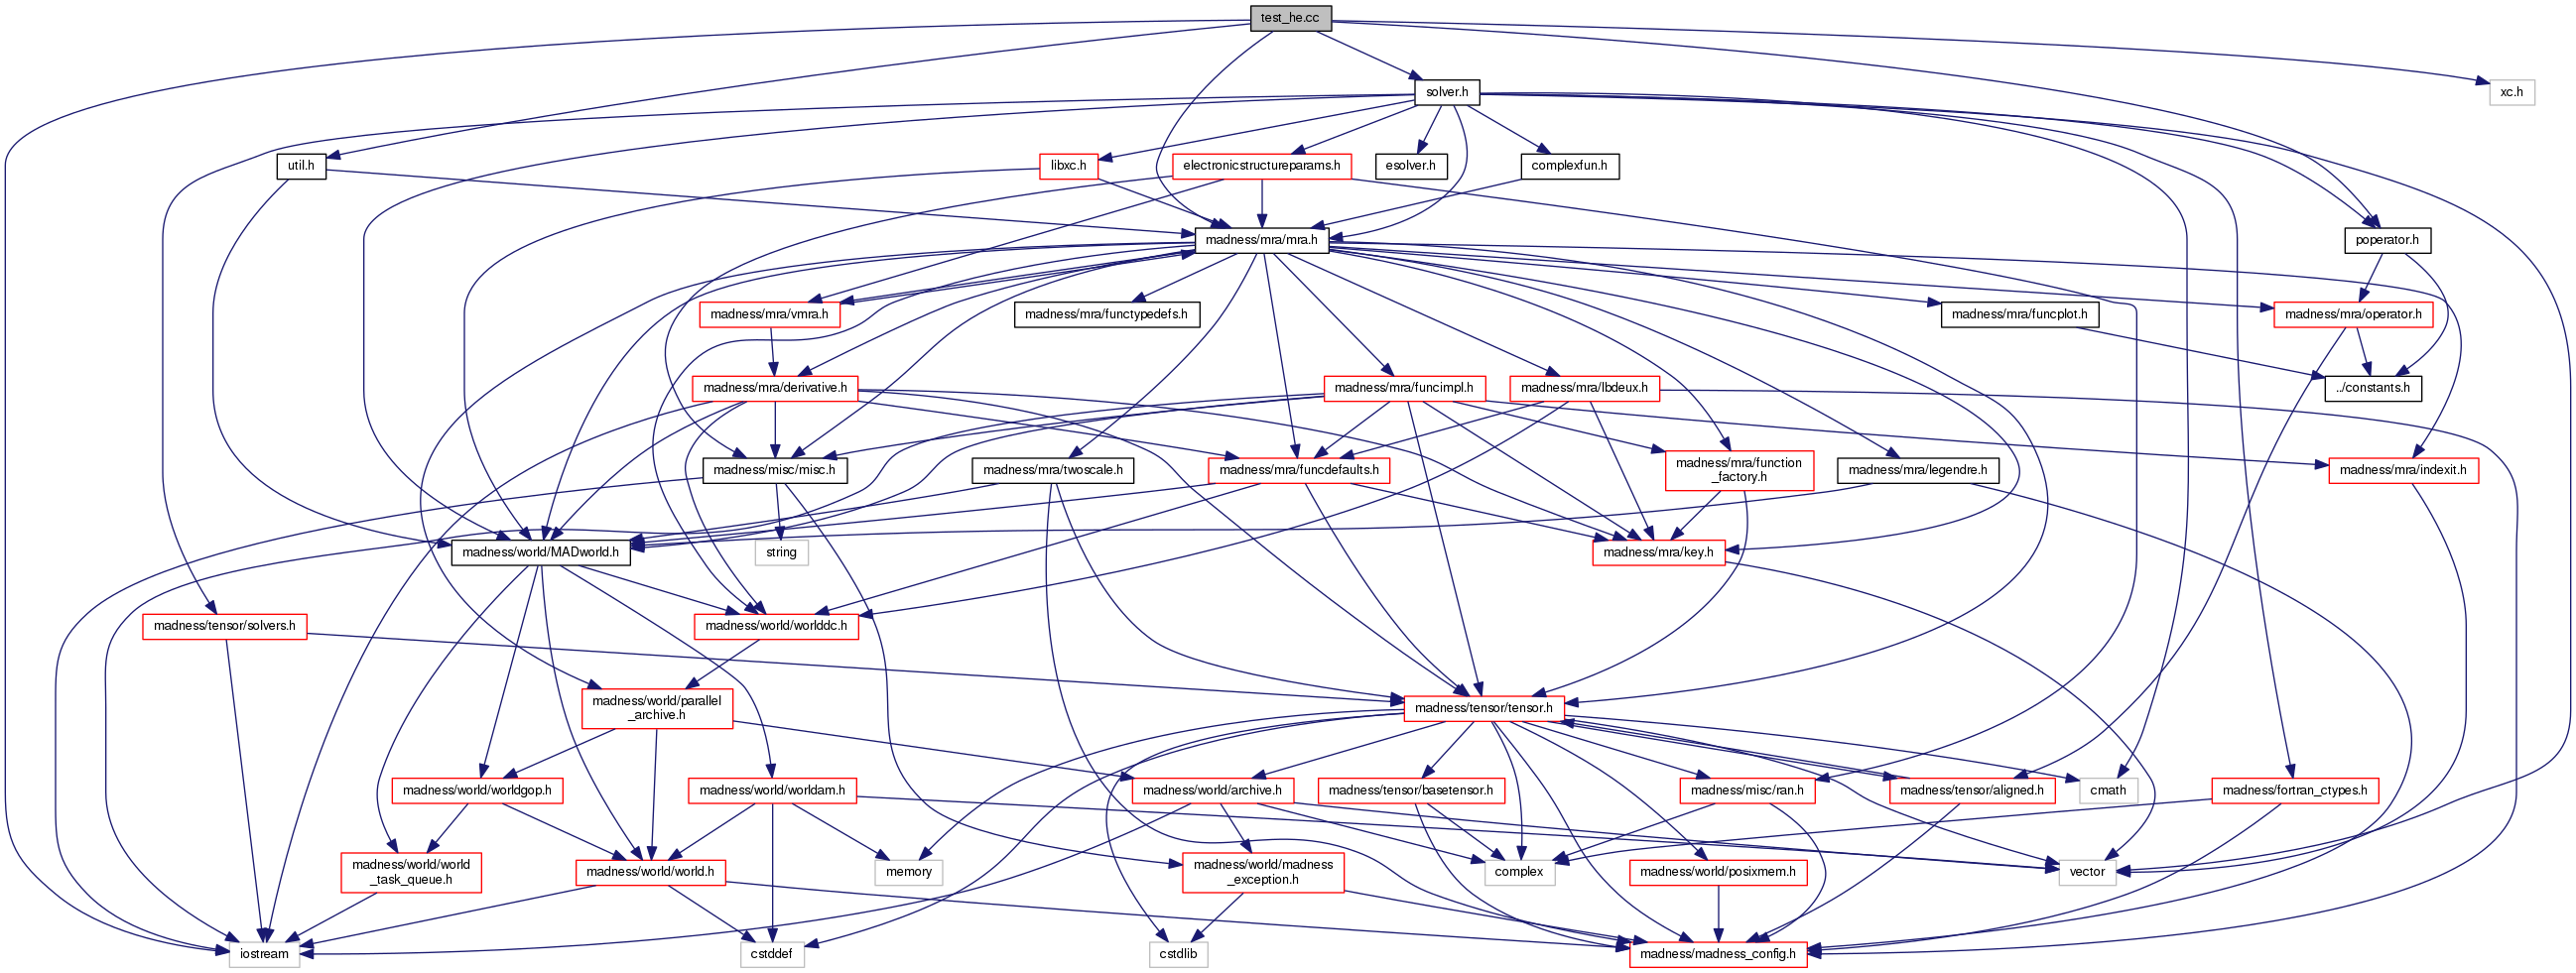 test_he.cc
solver.h
xc.h
util.h
libxc.h
electronicstructureparams.h
esolver.h
complexfun.h
madness/mra/mra.h
poperator.h
madness/mra/vmra.h
madness/mra/functypedefs.h
madness/mra/funcplot.h
madness/mra/operator.h
madness/mra/derivative.h
madness/mra/funcimpl.h
madness/mra/lbdeux.h
../constants.h
madness/misc/misc.h
madness/mra/twoscale.h
madness/mra/funcdefaults.h
madness/mra/function
_factory.h
madness/mra/legendre.h
madness/mra/indexit.h
madness/world/MADworld.h
string
madness/mra/key.h
madness/tensor/solvers.h
madness/world/worlddc.h
madness/world/parallel
_archive.h
madness/tensor/tensor.h
madness/world/worldgop.h
madness/world/worldam.h
madness/world/archive.h
madness/tensor/basetensor.h
madness/misc/ran.h
madness/tensor/aligned.h
cmath
madness/fortran_ctypes.h
madness/world/world
_task_queue.h
madness/world/world.h
memory
madness/world/madness
_exception.h
complex
madness/world/posixmem.h
vector
iostream
cstddef
cstdlib
madness/madness_config.h